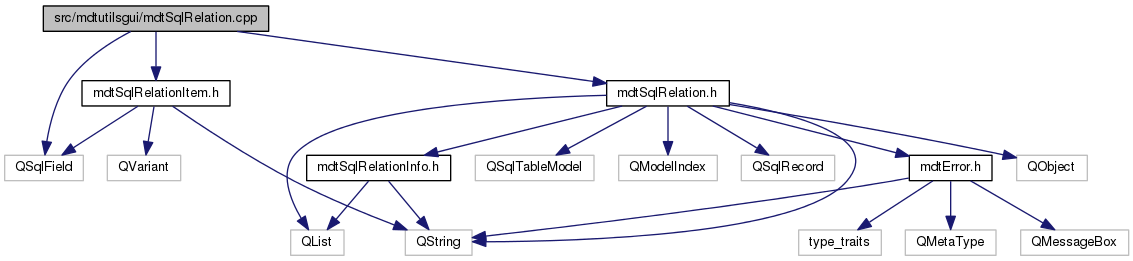 src/mdtutilsgui/mdtSqlRelation.cpp
mdtSqlRelationItem.h
mdtSqlRelation.h
QSqlField
QVariant
mdtSqlRelationInfo.h
QSqlTableModel
QModelIndex
QSqlRecord
mdtError.h
QObject
QList
QString
type_traits
QMetaType
QMessageBox